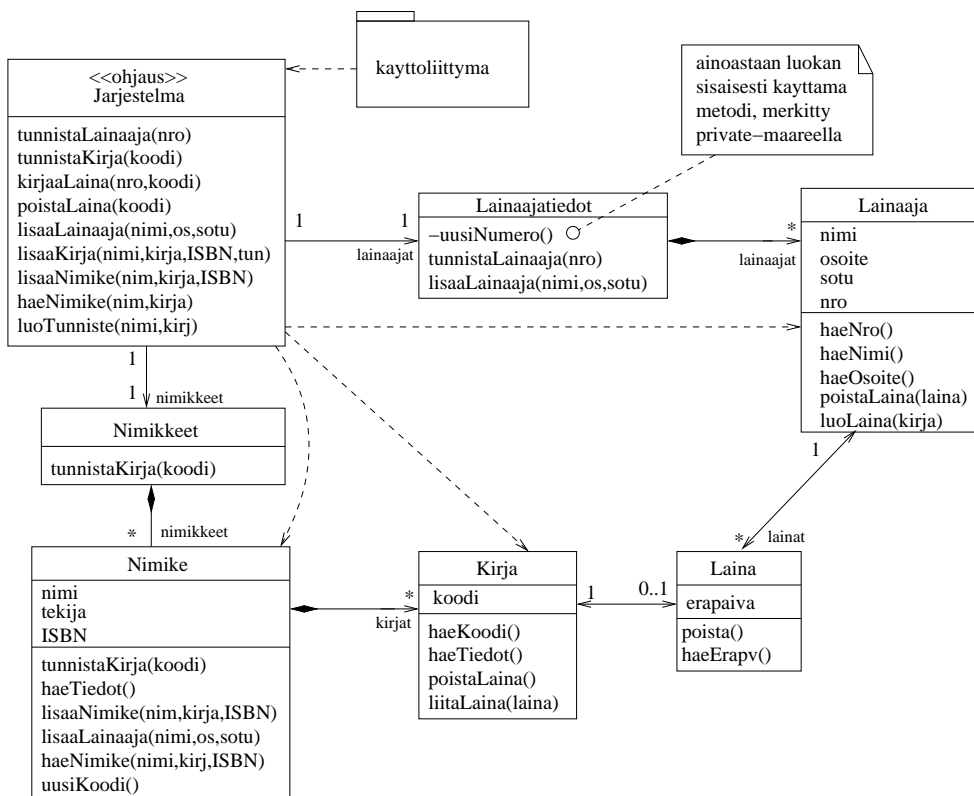 kayttoliittyma
ainoastaan luokan
sisaisesti kayttama
metodi, merkitty
private−maareella
<<ohjaus>>
Jarjestelma
tunnistaLainaaja(nro)
tunnistaKirja(koodi)
kirjaaLaina(nro,koodi)
poistaLaina(koodi)
lisaaLainaaja(nimi,os,sotu)
lisaaKirja(nimi,kirja,ISBN,tun)
lisaaNimike(nim,kirja,ISBN)
haeNimike(nim,kirja)
luoTunniste(nimi,kirj)
1
1
lainaajat
Lainaajatiedot
−uusiNumero()
tunnistaLainaaja(nro)
lisaaLainaaja(nimi,os,sotu)
*
lainaajat
Lainaaja
nimi
osoite
sotu
nro
haeNro()
haeNimi()
haeOsoite()
poistaLaina(laina)
luoLaina(kirja)
1
1
nimikkeet
Nimikkeet
tunnistaKirja(koodi)
*
nimikkeet
1
*
lainat
Nimike
nimi
tekija
ISBN
tunnistaKirja(koodi)
haeTiedot()
lisaaNimike(nim,kirja,ISBN)
lisaaLainaaja(nimi,os,sotu)
haeNimike(nimi,kirj,ISBN)
uusiKoodi()
*
kirjat
Kirja
koodi
haeKoodi()
haeTiedot()
poistaLaina()
liitaLaina(laina)
1
0..1
Laina
erapaiva
poista()
haeErapv()